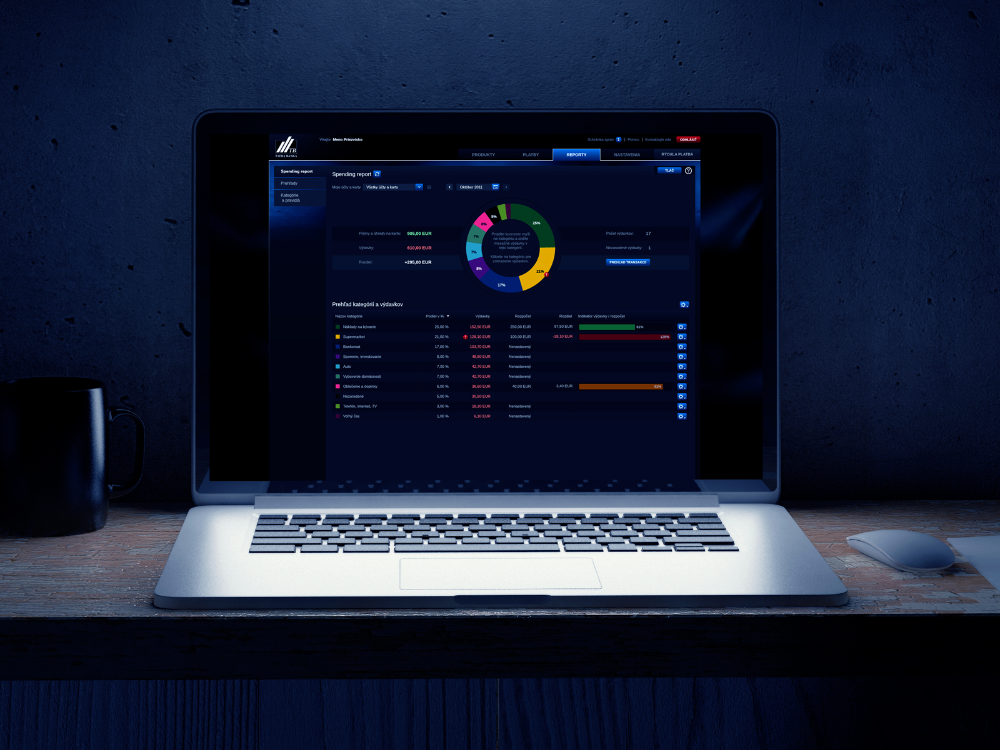 TB
TATRA BANKA
Vitajte Meno Priezvisko
Schránka správ 1 | Pomoc | Kontaktujte nás ODHLÁSIŤ
PRODUKTY PLATBY REPORTY NASTAVENIA RÝCHLA PLATBA
Spending report
Prehľady
Kategórie
a pravidlá
Spending report
TLAČ ?
Moje účty a karty Všetky účty a karty ? Október 2011
Príjmy a úhrady na karte: 905,00 EUR
Výdavky: 610,00 EUR
Rozdiel: +295,00 EUR
25%
21%
!
17%
8%
7%
7%
6%
5%
Prejdite kurzorom myši
na kategóriu a zistite
mesačné výdavky v
tejto kategórii.
Kliknite na kategóriu pre
zobrazenie výdavkov.
Počet výdavkov: 17
Nezaradené výdavky: 1
PREHĽAD TRANSAKCIÍ
Prehľad kategórií a výdavkov
Názov kategórie Podiel v % ▼ Výdavky Rozpočet Rozdiel Indikátor výdavky / rozpočet
Náklady na bývanie 25,00 % 152,50 EUR 250,00 EUR 97,50 EUR 61%
Supermarket 21,00 % ! 128,10 EUR 100,00 EUR -28,10 EUR 128%
Bankomat 17,00 % 103,70 EUR Nenastavený
Sporenie, investovanie 8,00 % 48,80 EUR Nenastavený
Auto 7,00 % 42,70 EUR Nenastavený
Vybavenie domácnosti 7,00 % 42,70 EUR Nenastavený
Oblečenie a doplnky 6,00 % 36,60 EUR 40,00 EUR 3,40 EUR 91%
Nezaradené 5,00 % 30,50 EUR
Telefón, internet, TV 3,00 % 18,30 EUR Nenastavený
Voľný čas 1,00 % 6,10 EUR Nenastavený